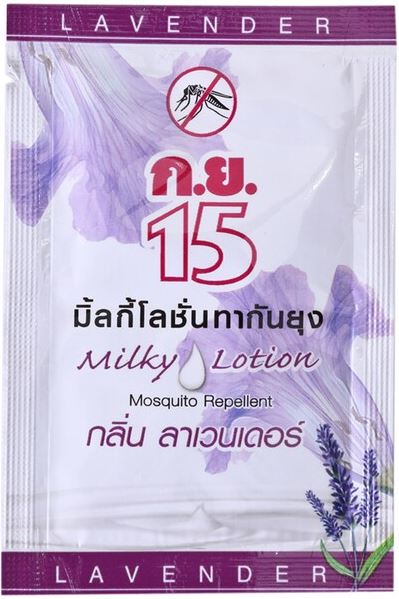 LAVENDER
ก.ย.
15
มิ้ลกี้โลชั่นทากันยุง
Milky Lotion
Mosquito Repellent
กลิ่น ลาเวนเดอร์
LAVENDER